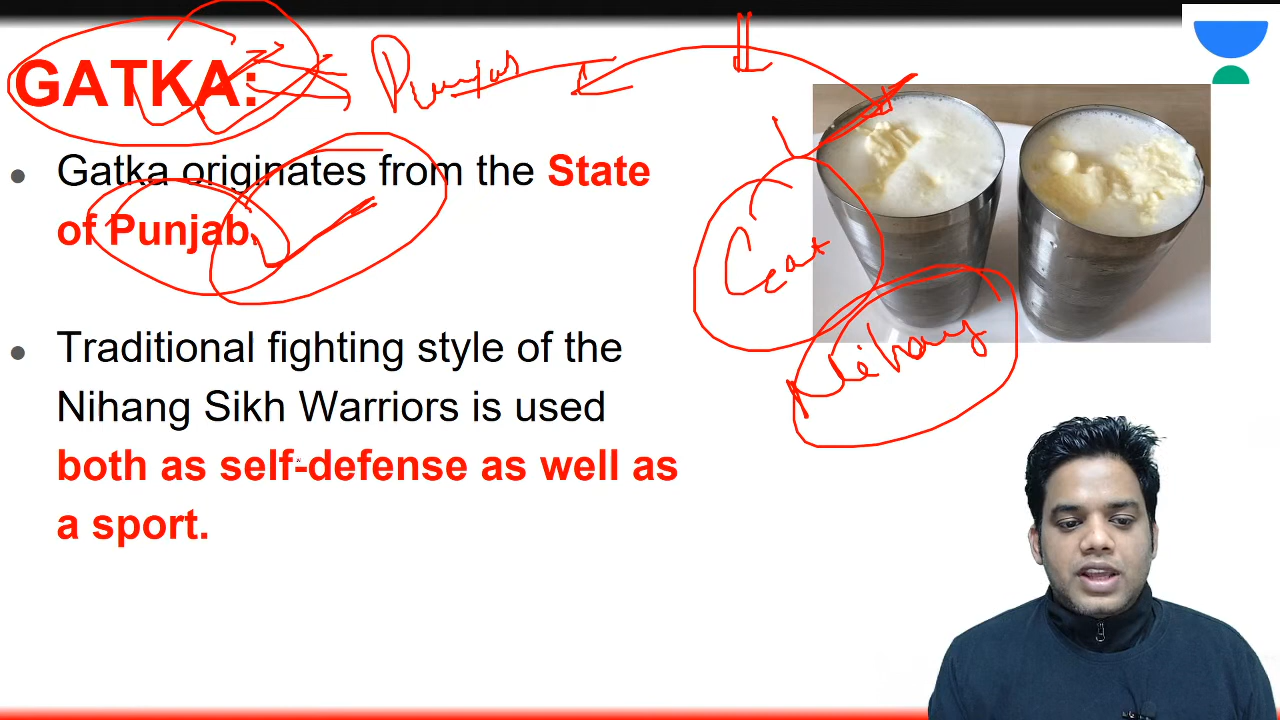 GATKA:
Punjab
Gatka originates from the State
of Punjab.
Traditional fighting style of the
Nihang Sikh Warriors is used
both as self-defense as well as
a sport.
Nihang